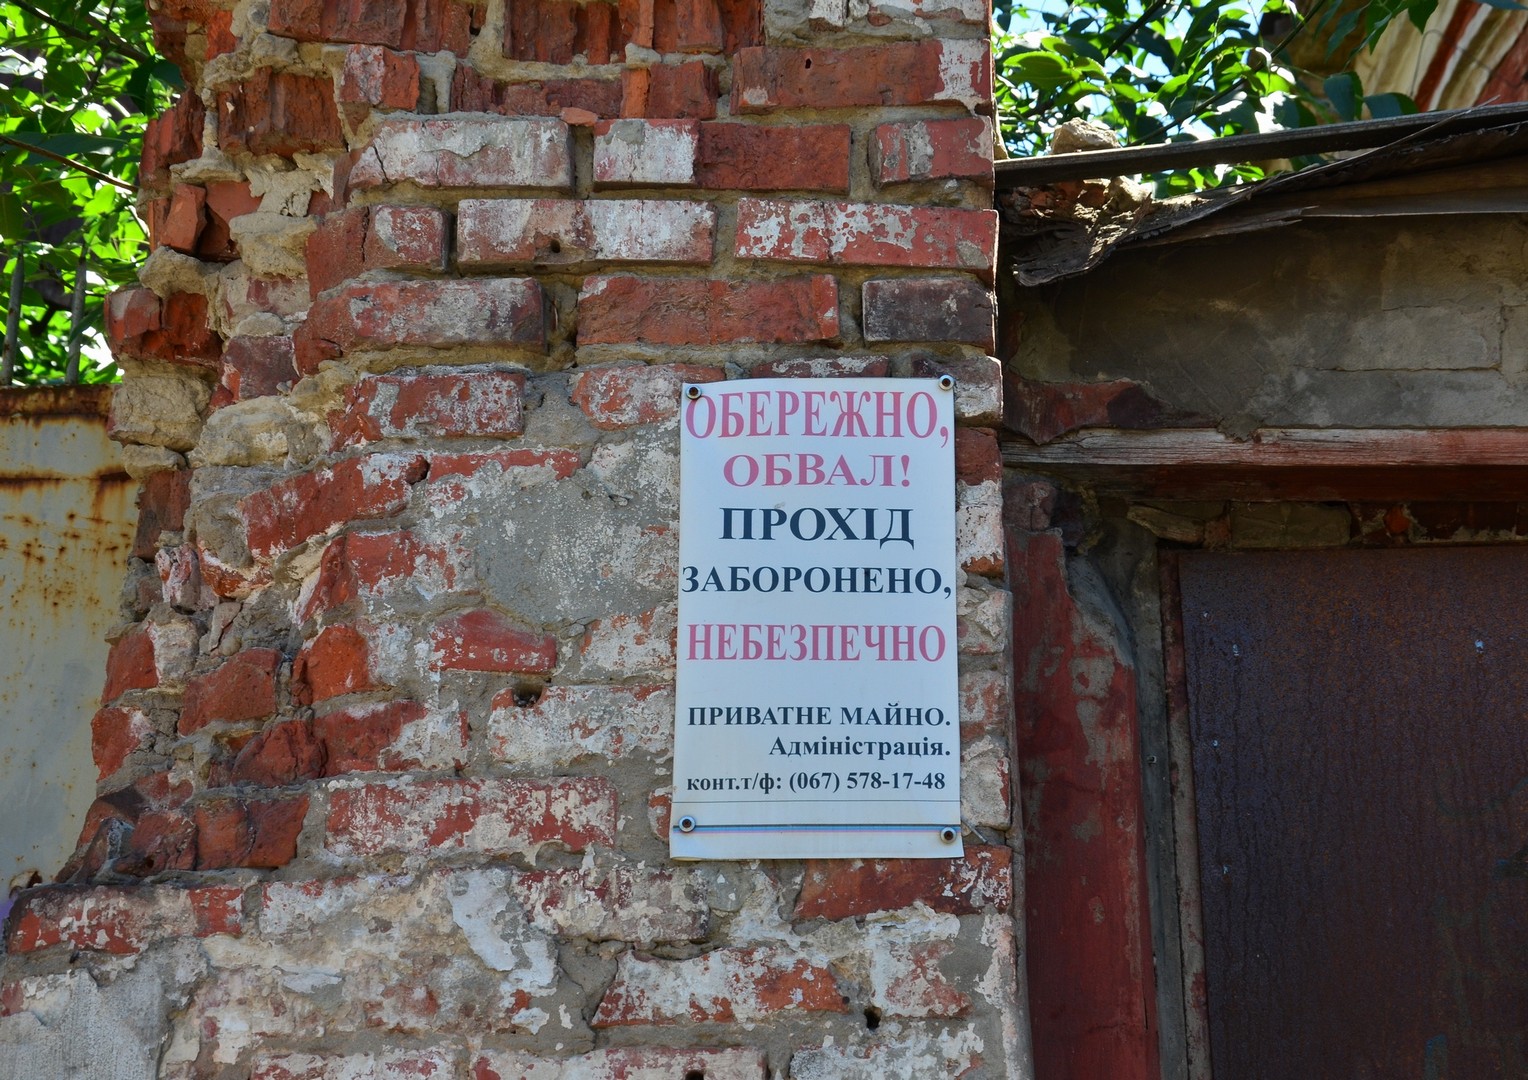 ОБЕРЕЖНО,
ОБВАЛ!
ПРОХІД
ЗАБОРОНЕНО,
НЕБЕЗПЕЧНО
ПРИВАТНЕ МАЙНО.
Адміністрація.
конт.т/ф: (067) 578-17-48